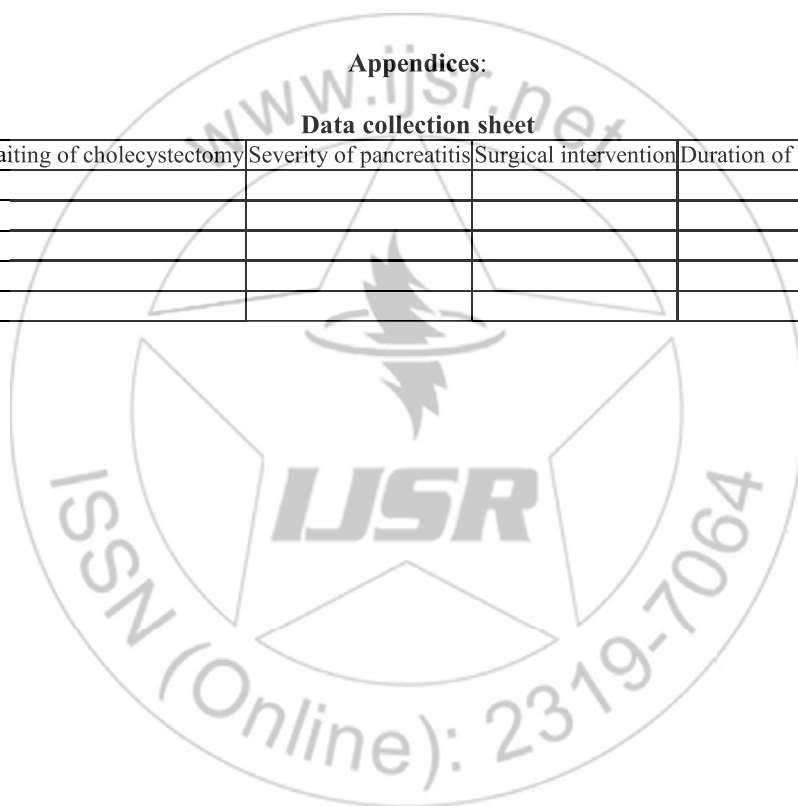 Appendices:
www.ijsr.net
Data collection sheet
aiting of cholecystectomy Severity of pancreatitis Surgical intervention Duration of
IJSR
ISSN (Online): 2319-7064